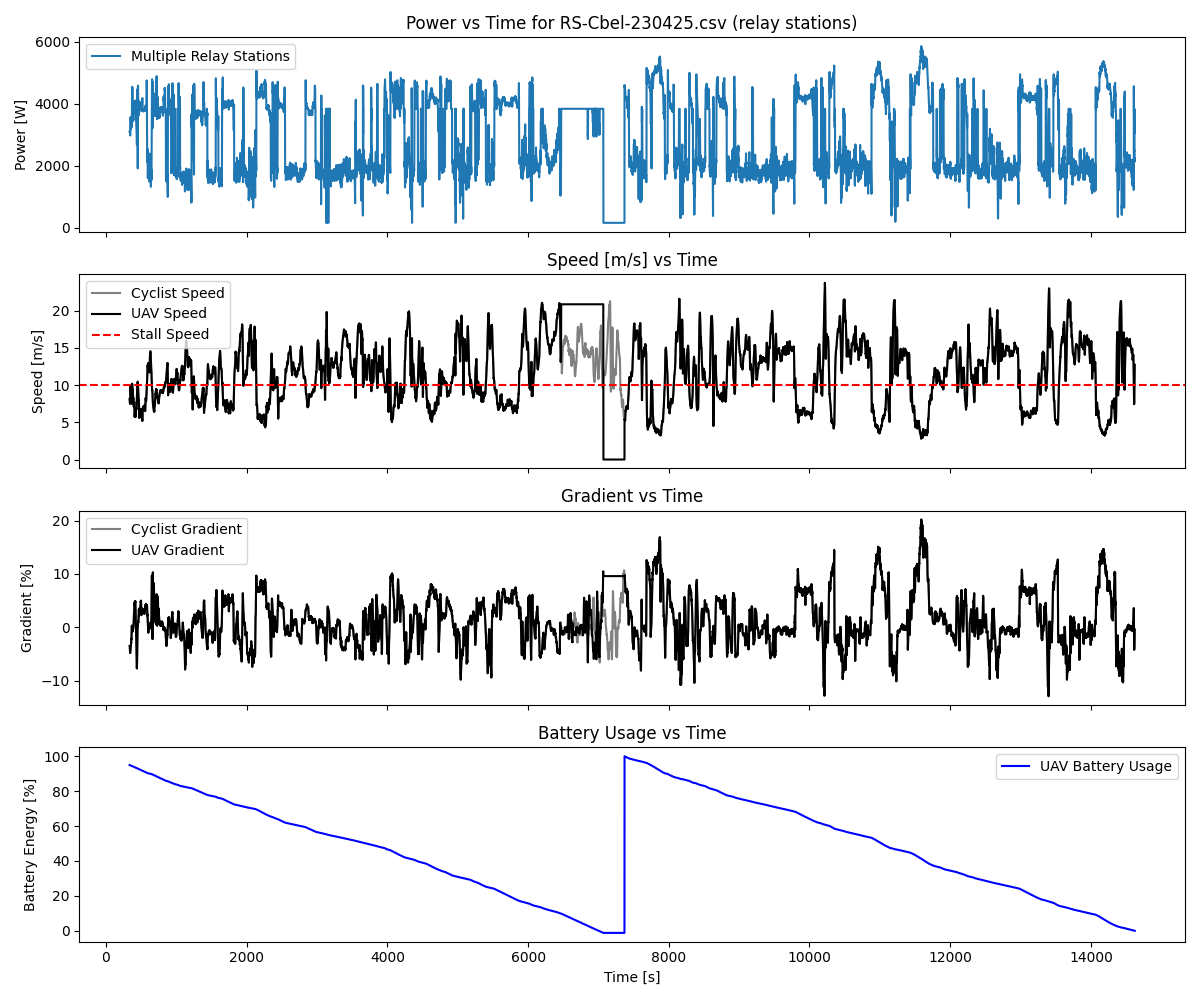 Power vs Time for RS-Cbel-230425.csv (relay stations)
6000
4000
2000
0
Power [W]
Multiple Relay Stations
Speed [m/s] vs Time
20
15
10
5
0
Speed [m/s]
Cyclist Speed
UAV Speed
Stall Speed
Gradient vs Time
20
10
0
−10
Gradient [%]
Cyclist Gradient
UAV Gradient
Battery Usage vs Time
100
80
60
40
20
0
Battery Energy [%]
UAV Battery Usage
0 2000 4000 6000 8000 10000 12000 14000
Time [s]